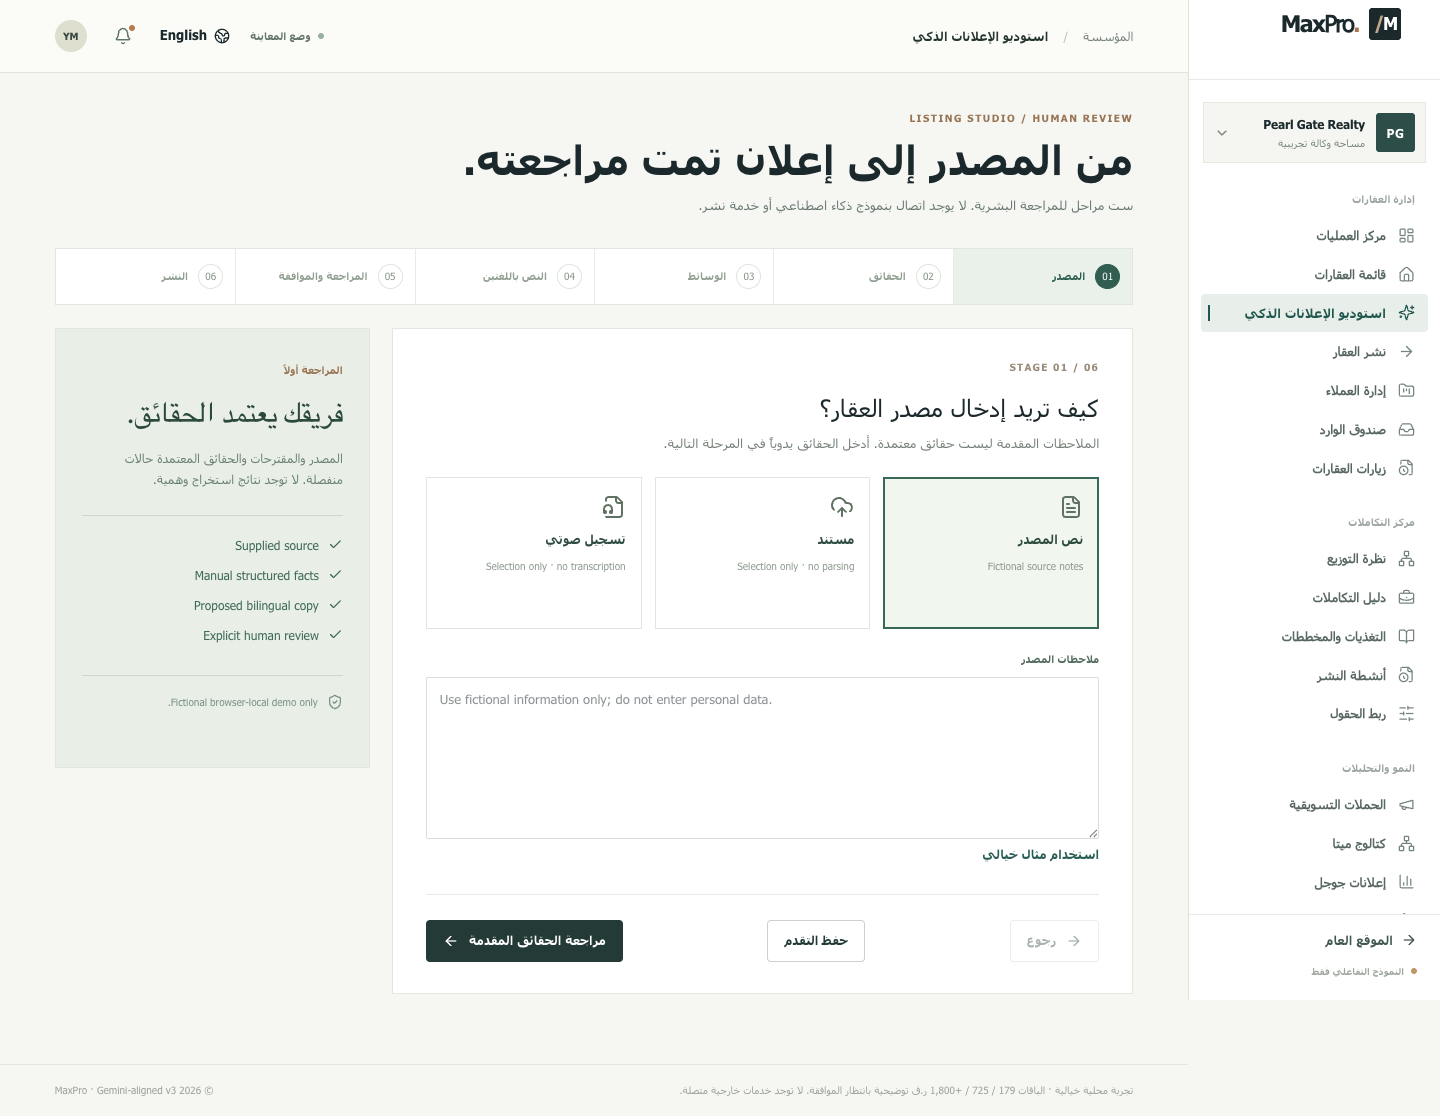 MaxPro.
/M
Pearl Gate Realty
مساحة وكالة تجريبية
PG
إدارة العقارات
مركز العمليات
قائمة العقارات
استوديو الإعلانات الذكي
نشر العقار
إدارة العملاء
صندوق الوارد
زيارات العقارات
مركز التكاملات
نظرة التوزيع
دليل التكاملات
التغذيات والمخططات
أنشطة النشر
ربط الحقول
النمو والتحليلات
الحملات التسويقية
كتالوج ميتا
إعلانات جوجل
الموقع العام
النموذج التفاعلي فقط
المؤسسة / استوديو الإعلانات الذكي
وضع المعاينة
English
YM
LISTING STUDIO / HUMAN REVIEW
من المصدر إلى إعلان تمت مراجعته.
ست مراحل للمراجعة البشرية. لا يوجد اتصال بنموذج ذكاء اصطناعي أو خدمة نشر.
01 المصدر
02 الحقائق
03 الوسائط
04 النص باللغتين
05 المراجعة والموافقة
06 النشر
STAGE 01 / 06
كيف تريد إدخال مصدر العقار؟
الملاحظات المقدمة ليست حقائق معتمدة. أدخل الحقائق يدوياً في المرحلة التالية.
نص المصدر
Fictional source notes
مستند
Selection only · no parsing
تسجيل صوتي
Selection only · no transcription
ملاحظات المصدر
Use fictional information only; do not enter personal data.
استخدام مثال خيالي
رجوع
حفظ التقدم
مراجعة الحقائق المقدمة
المراجعة أولاً
فريقك يعتمد الحقائق.
المصدر والمقترحات والحقائق المعتمدة حالات
منفصلة. لا توجد نتائج استخراج وهمية.
Supplied source
Manual structured facts
Proposed bilingual copy
Explicit human review
.Fictional browser-local demo only
تجربة محلية خيالية · الباقات 179 / 725 / +1,800 ر.ق توضيحية بانتظار الموافقة. لا توجد خدمات خارجية متصلة.
MaxPro · Gemini-aligned v3 2026 ©